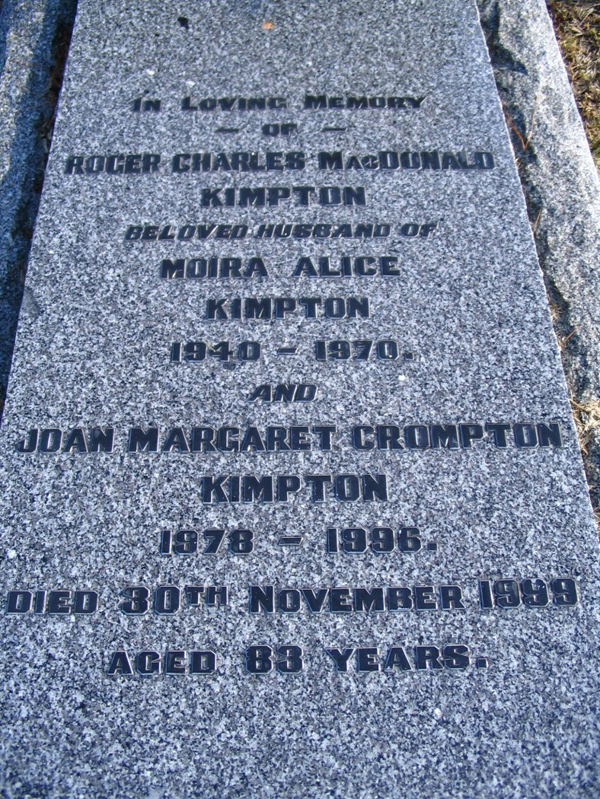 In Loving Memory
- OF -
ROGER CHARLES MacDONALD
KIMPTON
BELOVED HUSBAND OF
MOIRA ALICE
KIMPTON
1940 - 1970.
AND
JOAN MARGARET CROMPTON
KIMPTON
1978 - 1996.
DIED 30TH NOVEMBER 1999
AGED 83 YEARS.